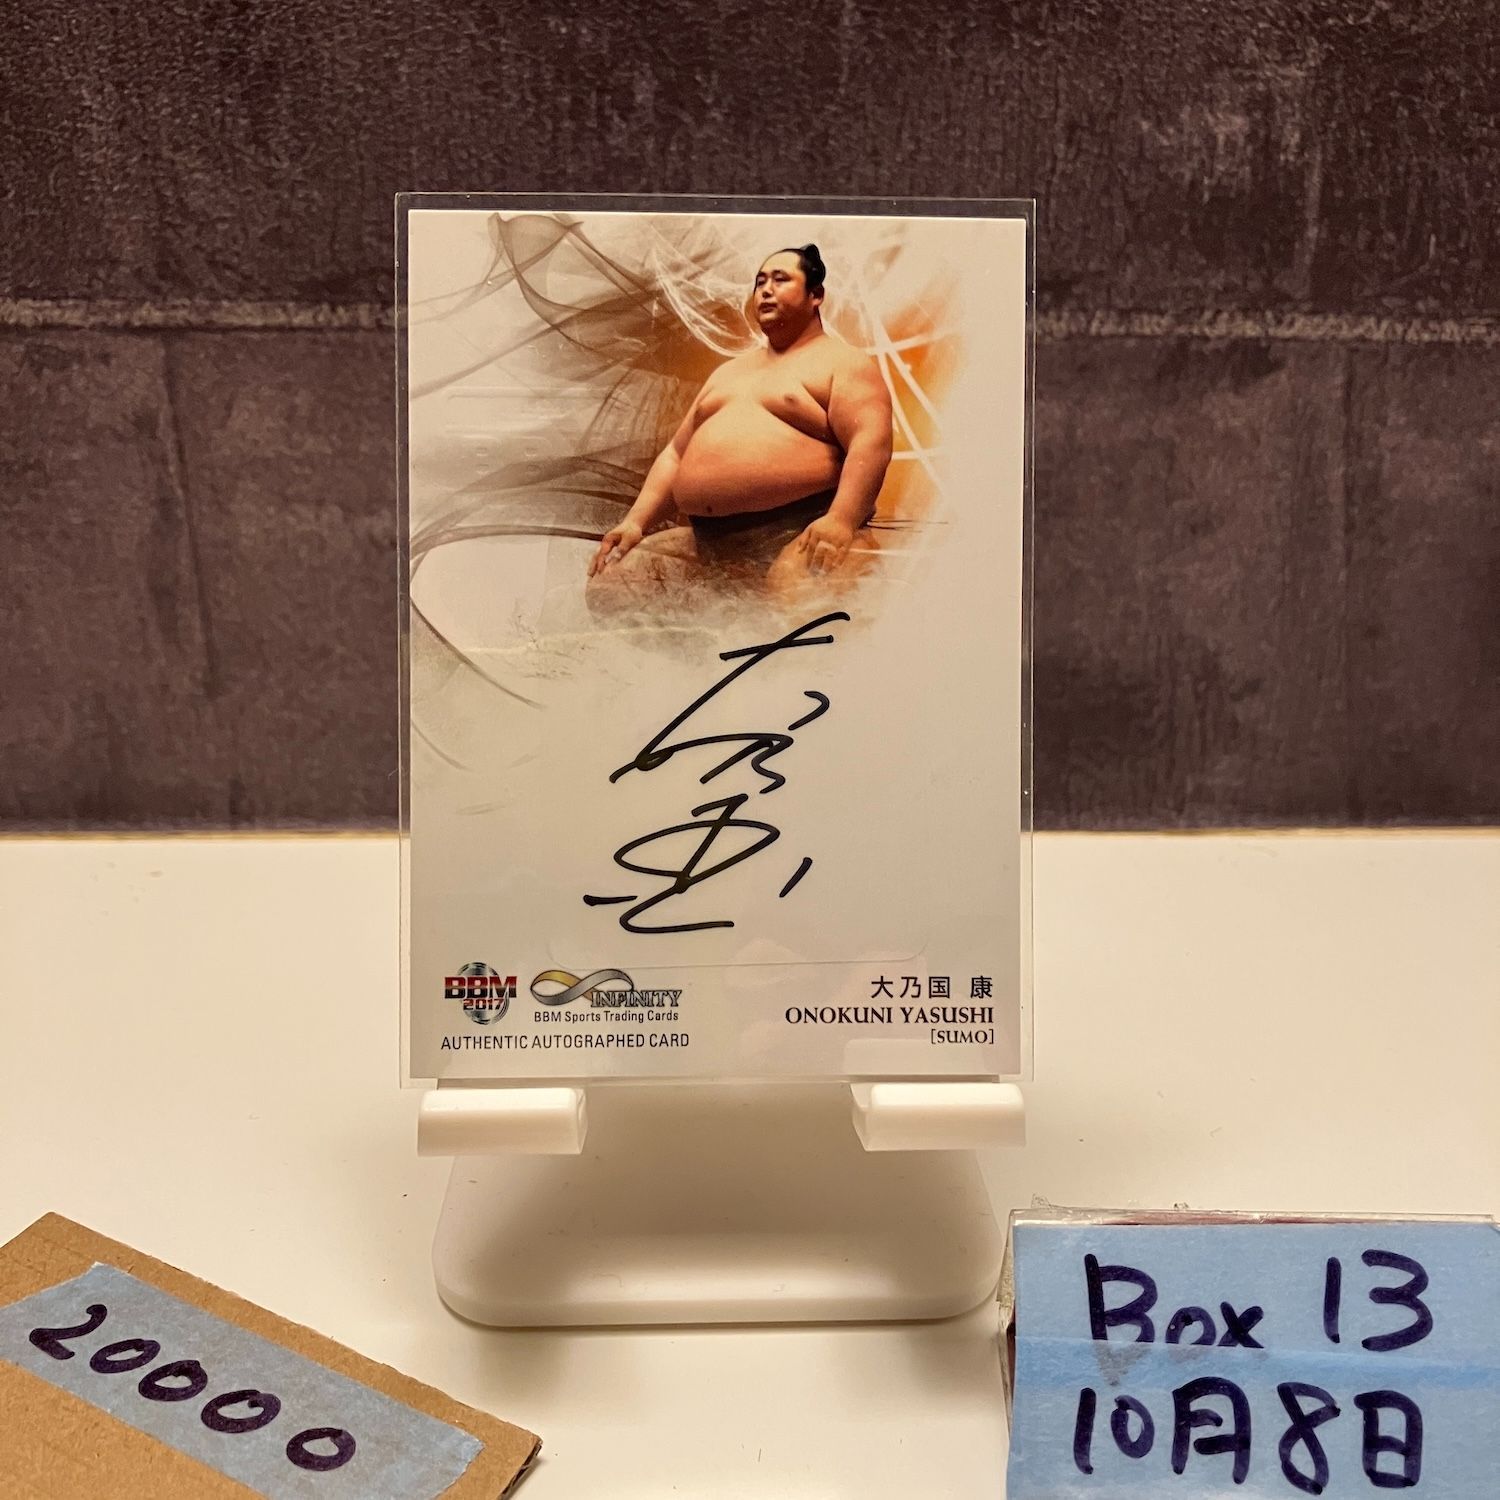 BBM
2017
INFINITY
BBM Sports Trading Cards
AUTHENTIC AUTOGRAPHED CARD
大乃国 康
ONOKUNI YASUSHI
[SUMO]
20000
Box 13
10月8日